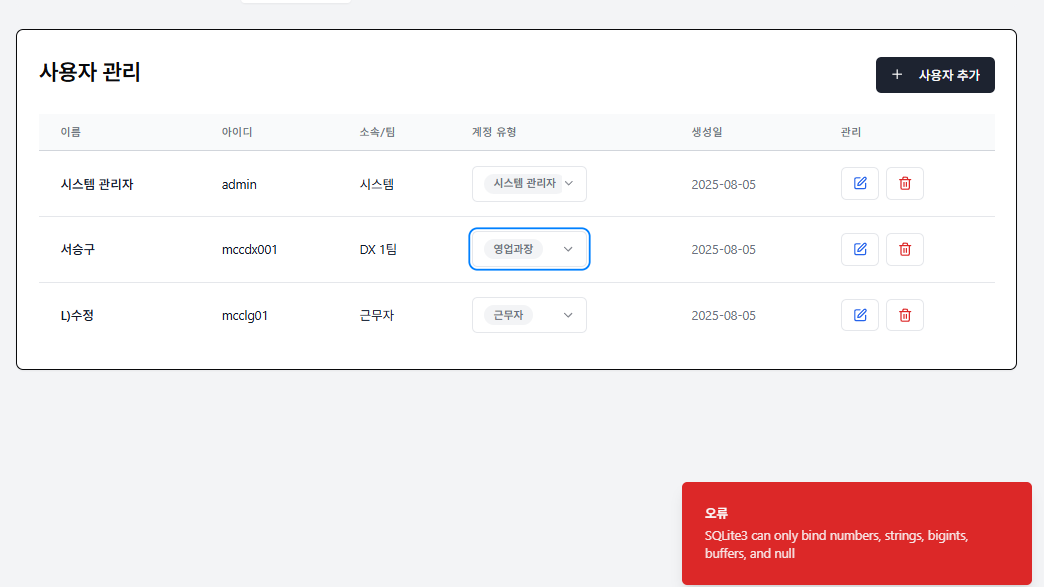 사용자 관리
+ 사용자 추가
이름 아이디 소속/팀 계정 유형 생성일 관리
시스템 관리자 admin 시스템 시스템 관리자 2025-08-05
서승구 mccdx001 DX 1팀 영업과장 2025-08-05
L)수정 mcclg01 근무자 근무자 2025-08-05
오류
SQLite3 can only bind numbers, strings, bigints,
buffers, and null